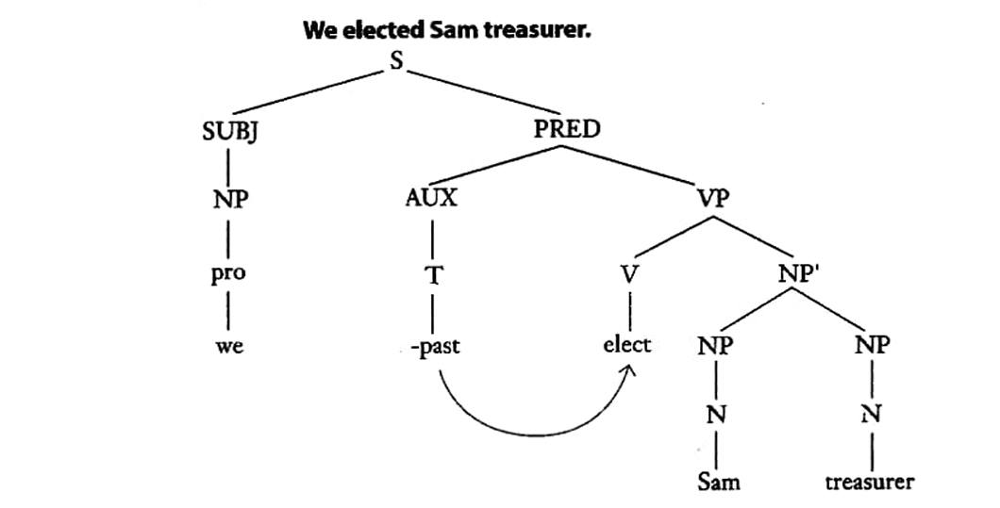 We elected Sam treasurer.
S
SUBJ PRED
NP AUX VP
pro T V NP'
we -past elect NP NP
N N
Sam treasurer